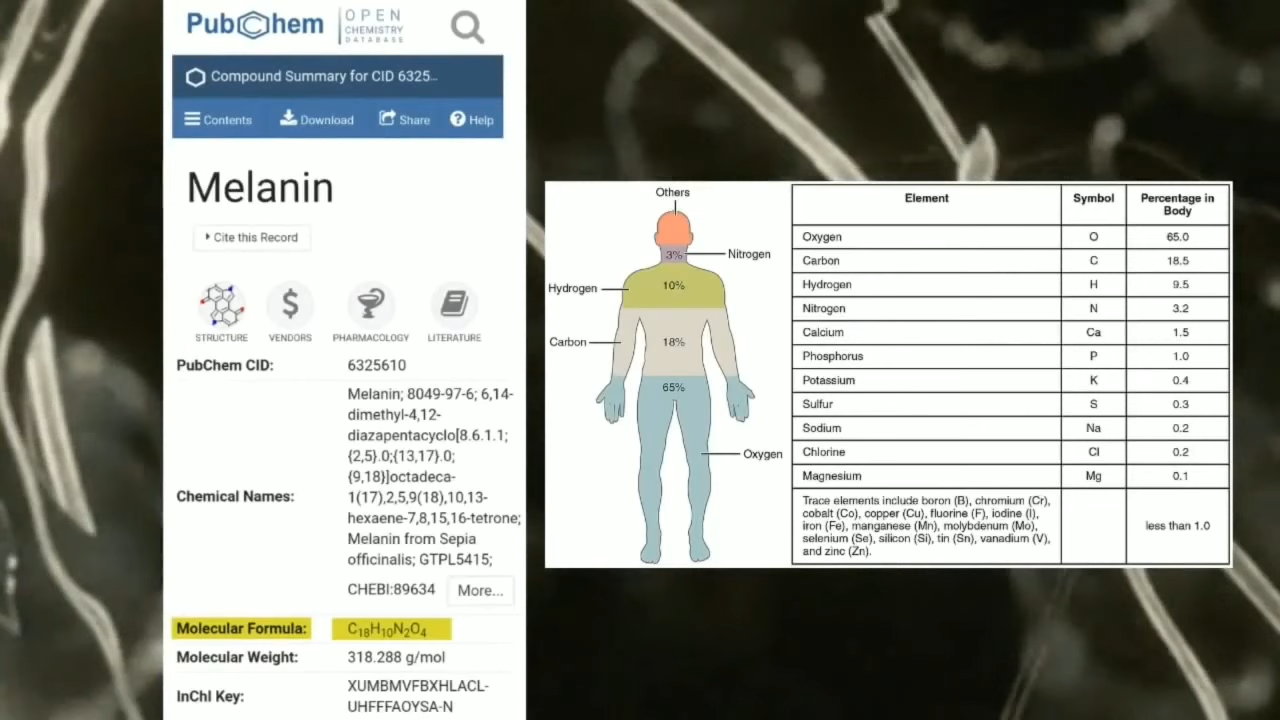 PubChem
OPEN
CHEMISTRY
DATABASE
Compound Summary for CID 6325...
Contents
Download
Share
Help
Melanin
Cite this Record
STRUCTURE
VENDORS
PHARMACOLOGY
LITERATURE
PubChem CID: 6325610
Melanin; 8049-97-6; 6,14-
dimethyl-4,12-
diazapentacyclo[8.6.1.1;
{2,5}.0;{13,17}.0;
{9,18}]octadeca-
Chemical Names: 1(17),2,5,9(18),10,13-
hexaene-7,8,15,16-tetrone;
Melanin from Sepia
officinalis; GTPL5415;
CHEBI:89634 More...
Molecular Formula: C18H10N2O4
Molecular Weight: 318.288 g/mol
InChI Key: XUMBMVFBXHLACL-
UHFFFAOYSA-N
Others
3% Nitrogen
Hydrogen 10%
Carbon 18%
65%
Oxygen
Element Symbol Percentage in
Body
Oxygen O 65.0
Carbon C 18.5
Hydrogen H 9.5
Nitrogen N 3.2
Calcium Ca 1.5
Phosphorus P 1.0
Potassium K 0.4
Sulfur S 0.3
Sodium Na 0.2
Chlorine Cl 0.2
Magnesium Mg 0.1
Trace elements include boron (B), chromium (Cr),
cobalt (Co), copper (Cu), fluorine (F), iodine (I),
iron (Fe), manganese (Mn), molybdenum (Mo), less than 1.0
selenium (Se), silicon (Si), tin (Sn), vanadium (V),
and zinc (Zn).